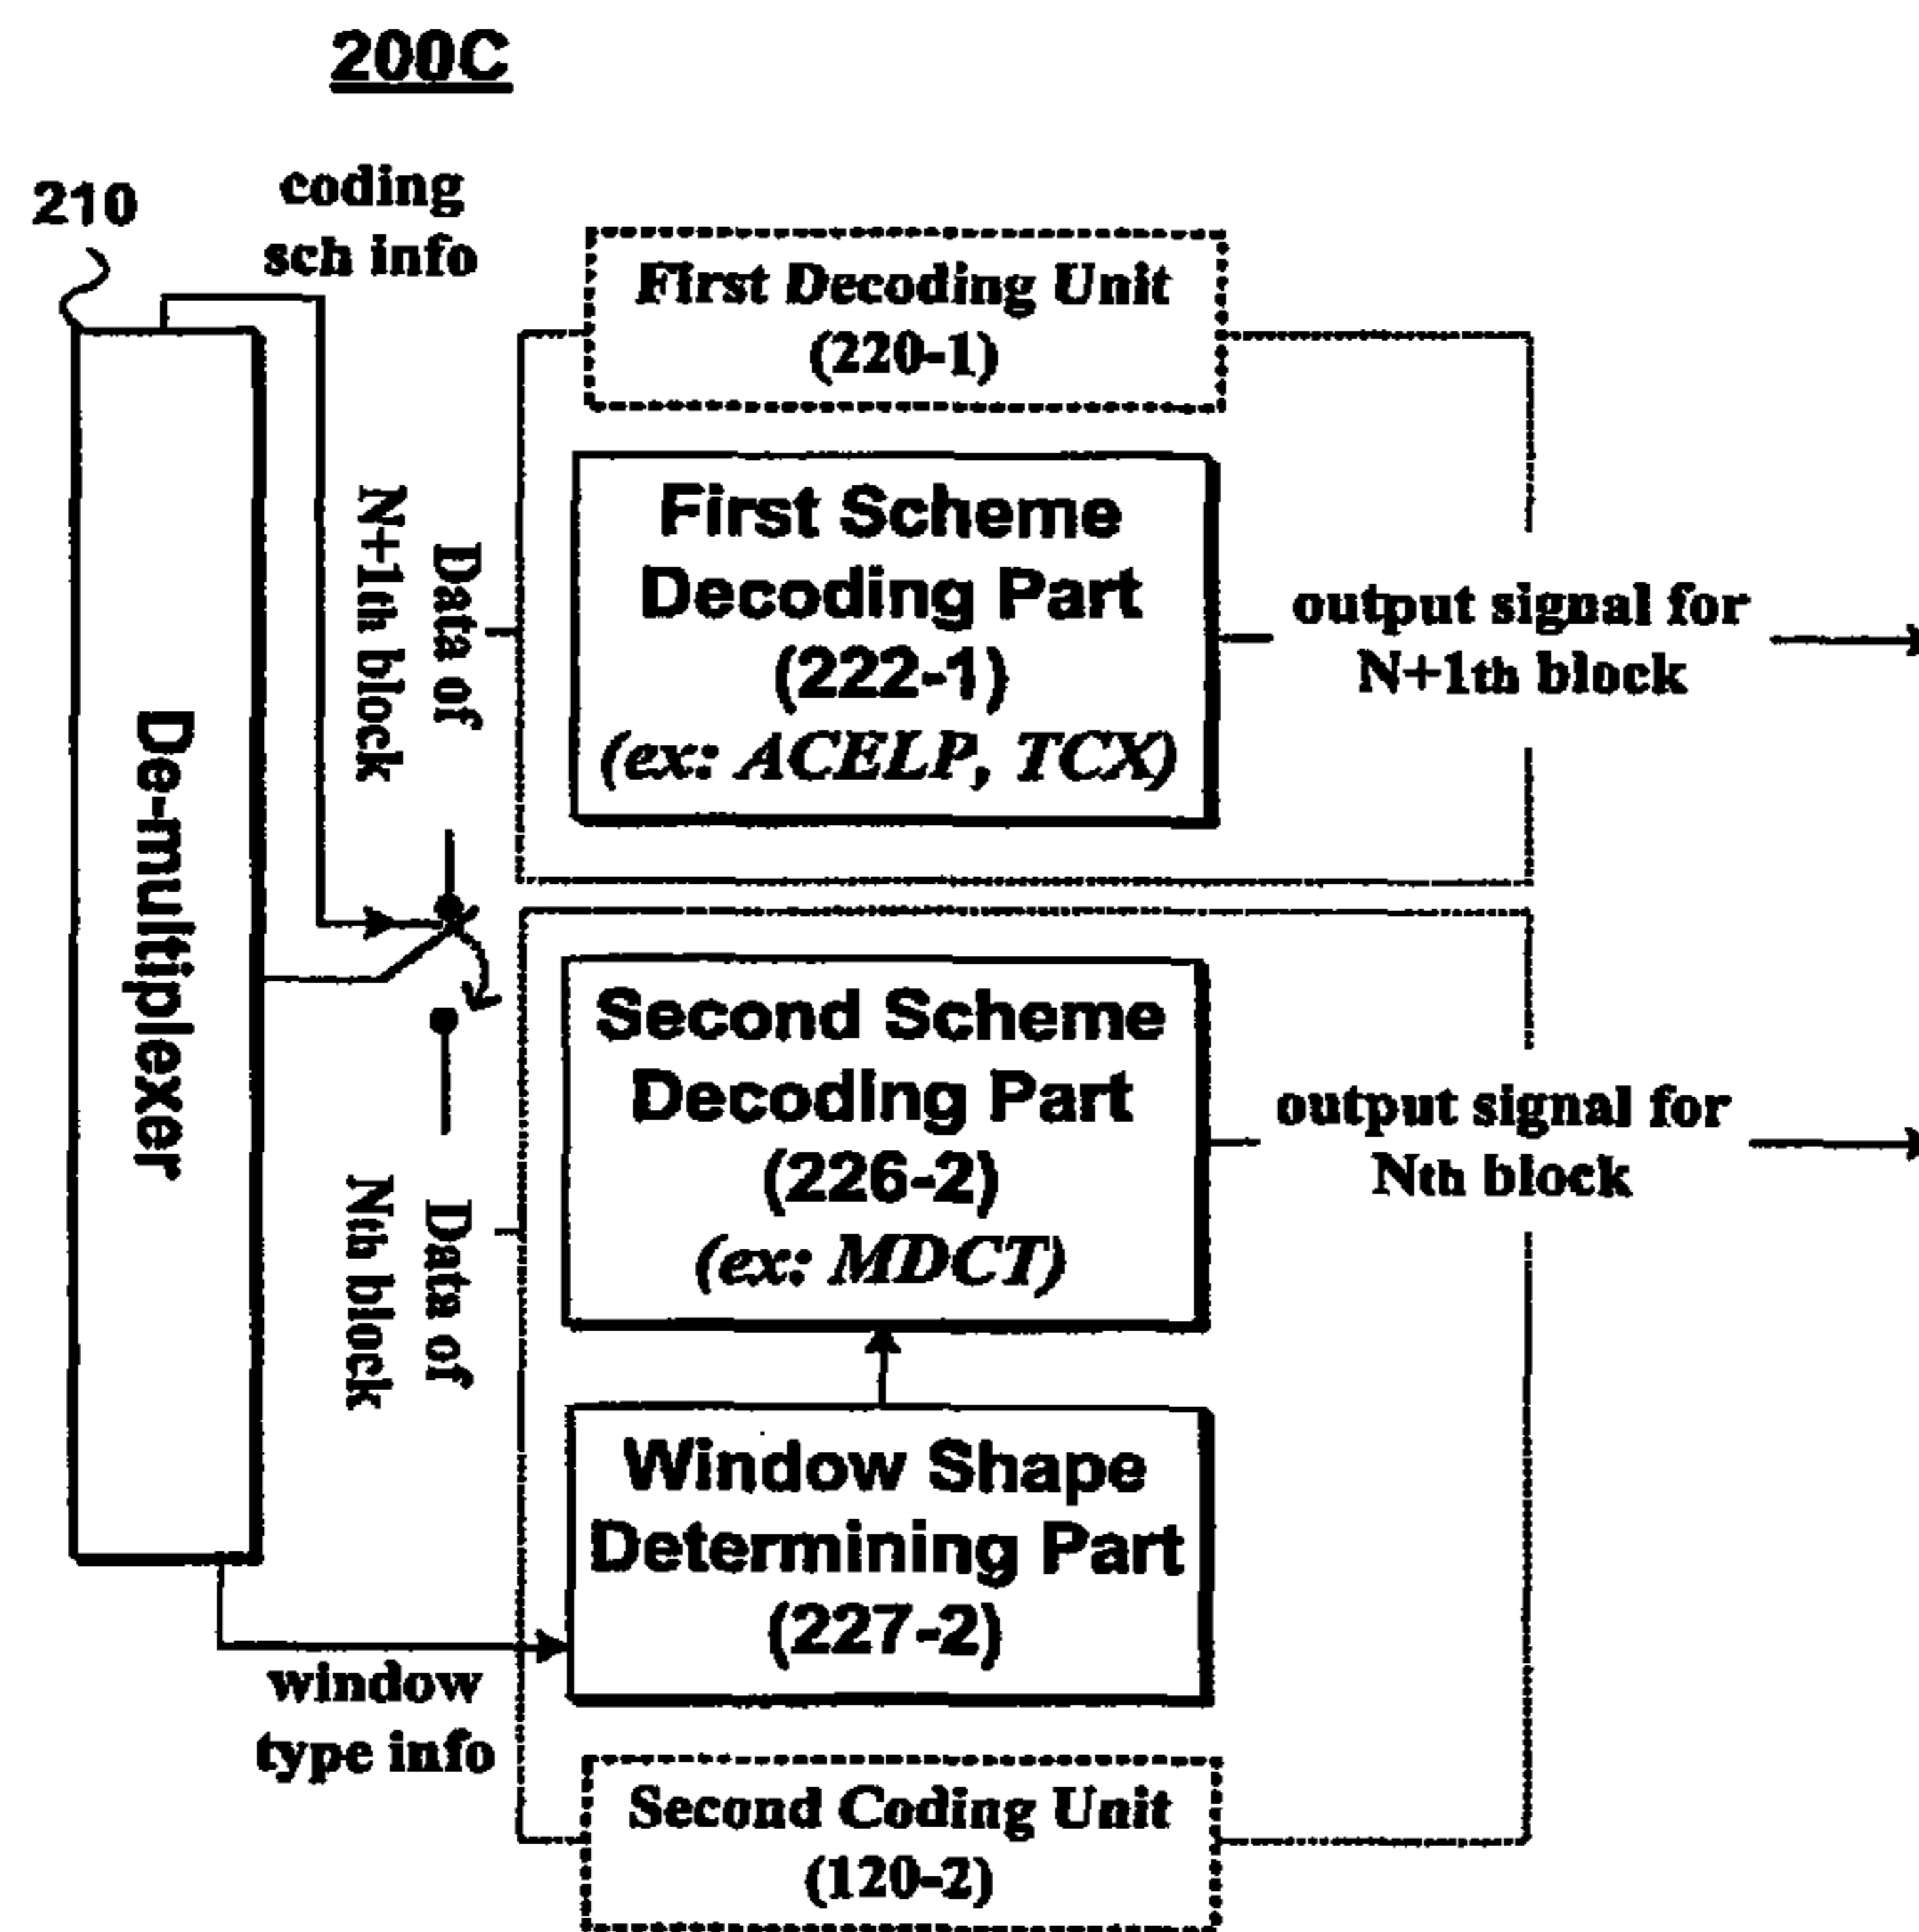 200C
210
coding
sch info
First Decoding Unit
(220-1)
First Scheme
Decoding Part
(222-1)
(ex: ACELP, TCX)
Data of
N+1th block
output signal for
N+1th block
De-multiplexer
Second Scheme
Decoding Part
(226-2)
(ex: MDCT)
Data of
Nth block
output signal for
Nth block
Window Shape
Determining Part
(227-2)
window
type info
Second Coding Unit
(120-2)